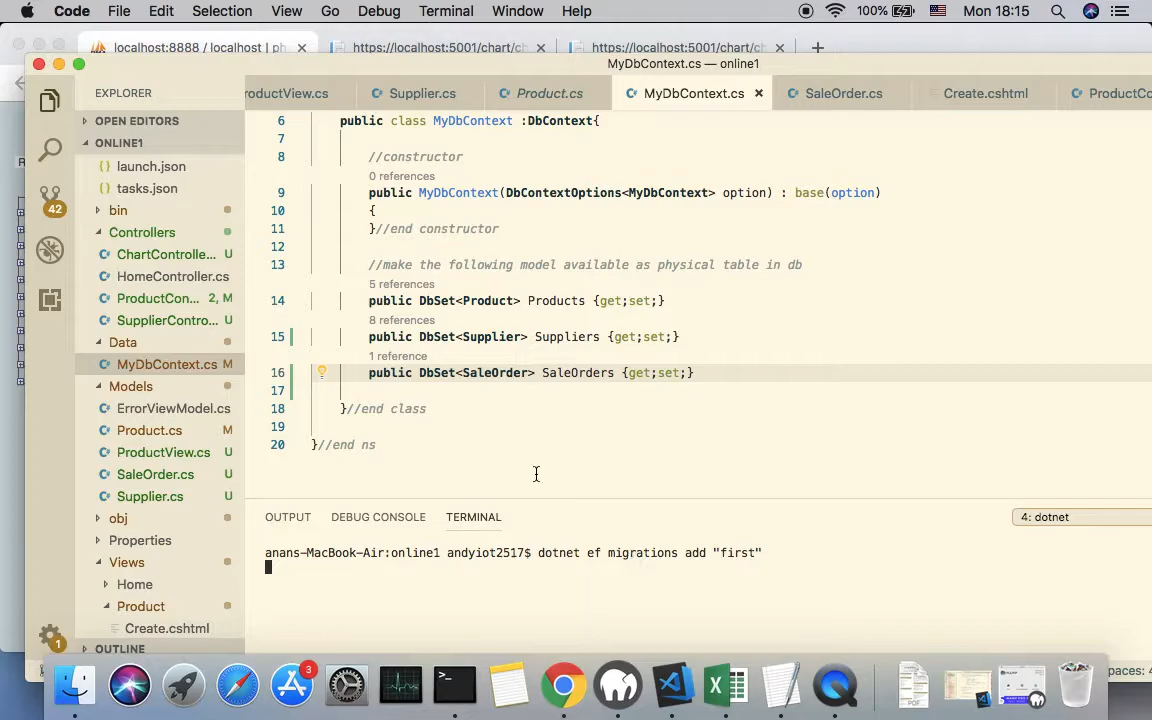 Code File Edit Selection View Go Debug Terminal Window Help 100% Mon 18:15
localhost:8888 / localhost | ph https://localhost:5001/chart/ch https://localhost:5001/chart/c
MyDbContext.cs — online1
EXPLORER
roductView.cs Supplier.cs Product.cs MyDbContext.cs SaleOrder.cs Create.cshtml ProductCo
OPEN EDITORS
ONLINE1
launch.json
tasks.json
bin
Controllers
ChartControlle... U
HomeController.cs
ProductCon... 2, M
SupplierContro... U
Data
MyDbContext.cs M
Models
ErrorViewModel.cs
Product.cs M
ProductView.cs U
SaleOrder.cs U
Supplier.cs U
obj
Properties
Views
Home
Product
Create.cshtml
OUTLINE
42
1
6 public class MyDbContext :DbContext{
7
8 //constructor
0 references
9 public MyDbContext(DbContextOptions<MyDbContext> option) : base(option)
10 {
11 }//end constructor
12
13 //make the following model available as physical table in db
5 references
14 public DbSet<Product> Products {get;set;}
8 references
15 public DbSet<Supplier> Suppliers {get;set;}
1 reference
16 public DbSet<SaleOrder> SaleOrders {get;set;}
17
18 }//end class
19
20 }//end ns
OUTPUT DEBUG CONSOLE TERMINAL 4: dotnet
anans-MacBook-Air:online1 andyiot2517$ dotnet ef migrations add "first"
paces: 4
3
PDF